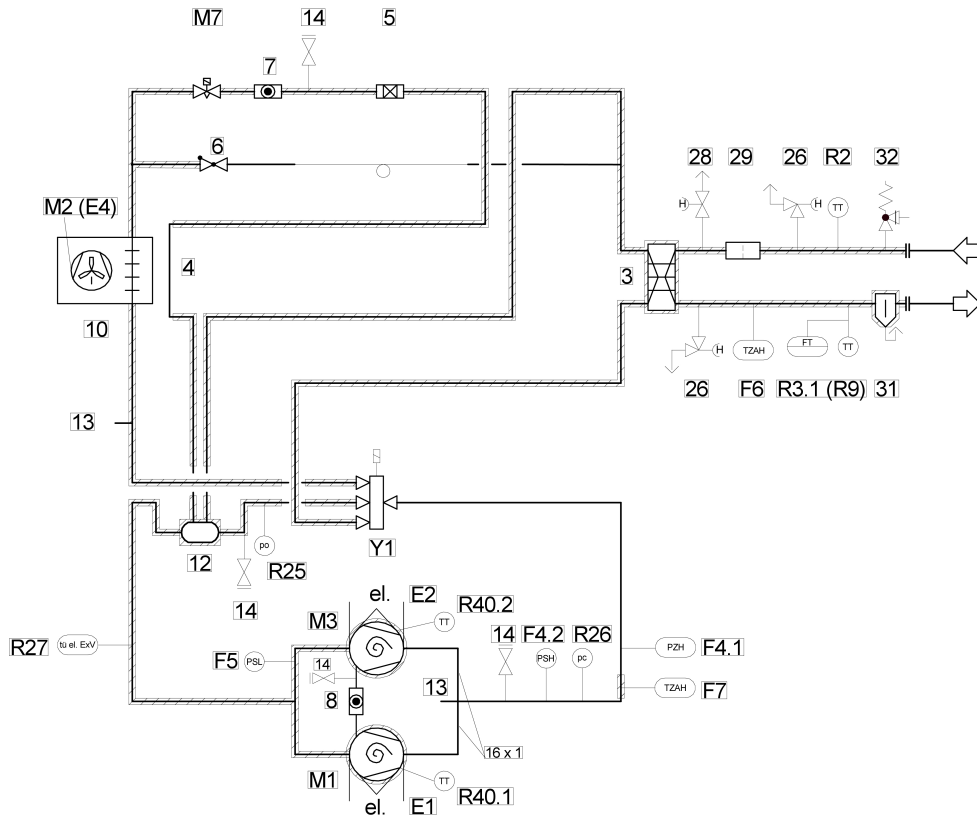 M7
14
5
7
6
28
29
26
R2
32
H
H
TT
M2 (E4)
4
3
10
H
TZAH
FT
TT
26
F6
R3.1 (R9)
31
13
Y1
po
12
R25
14
el.
E2
M3
R40.2
TT
14
F4.2
R26
R27
tü el. ExV
F5
PSL
PSH
pc
PZH
F4.1
14
8
13
TZAH
F7
16 x 1
M1
TT
R40.1
el.
E1